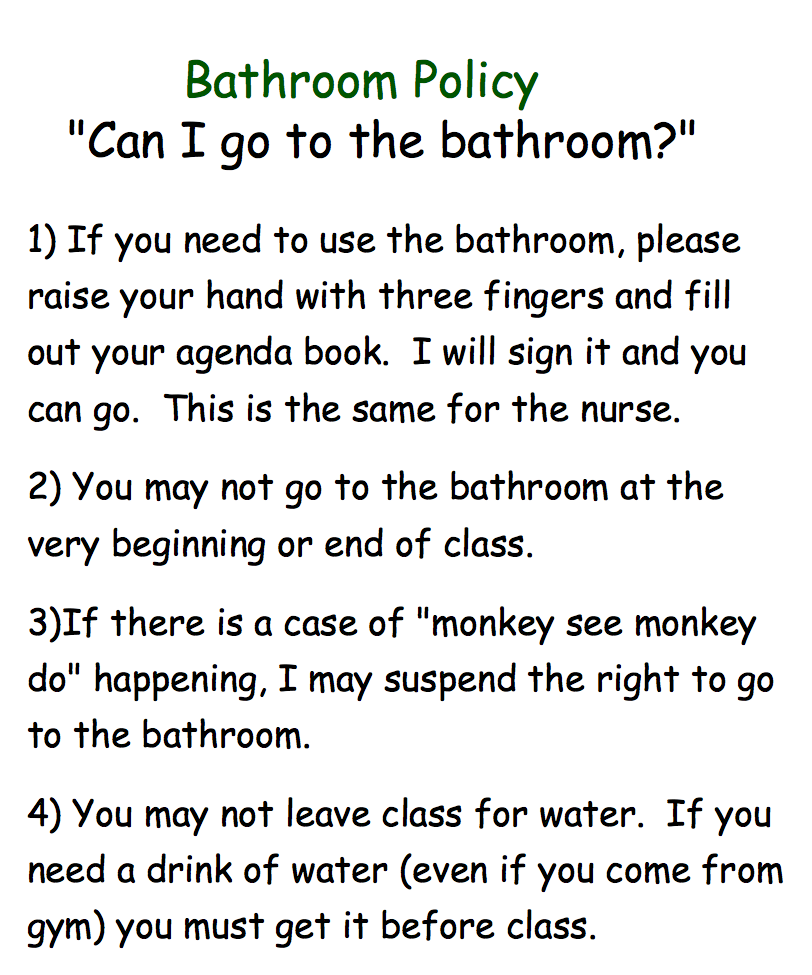 Bathroom Policy
"Can I go to the bathroom?"
1) If you need to use the bathroom, please
raise your hand with three fingers and fill
out your agenda book.  I will sign it and you
can go.  This is the same for the nurse.
2) You may not go to the bathroom at the
very beginning or end of class.
3)If there is a case of "monkey see monkey
do" happening, I may suspend the right to go
to the bathroom.
4) You may not leave class for water.  If you
need a drink of water (even if you come from
gym) you must get it before class.